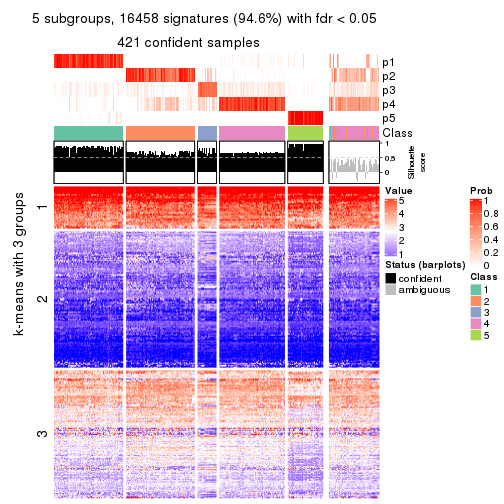 5 subgroups, 16458 signatures (94.6%) with fdr < 0.05
421 confident samples
p1
p2
p3
p4
p5
Class
1
0.5
0
Silhouette
score
k-means with 3 groups
1
2
3
Value
5
4
3
2
1
Status (barplots)
confident
ambiguous
Prob
1
0.8
0.6
0.4
0.2
0
Class
1
2
3
4
5